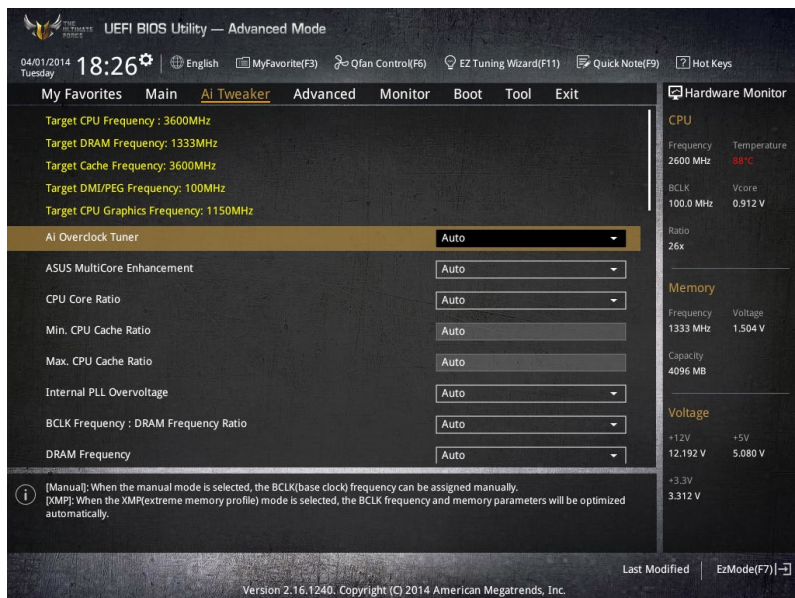 THE ULTIMATE FORCE
UEFI BIOS Utility — Advanced Mode
04/01/2014
Tuesday
18:26
English
MyFavorite(F3)
Qfan Control(F6)
EZ Tuning Wizard(F11)
Quick Note(F9)
? Hot Keys
My Favorites
Main
Ai Tweaker
Advanced
Monitor
Boot
Tool
Exit
Target CPU Frequency : 3600MHz
Target DRAM Frequency: 1333MHz
Target Cache Frequency: 3600MHz
Target DMI/PEG Frequency: 100MHz
Target CPU Graphics Frequency: 1150MHz
Ai Overclock Tuner Auto
ASUS MultiCore Enhancement Auto
CPU Core Ratio Auto
Min. CPU Cache Ratio Auto
Max. CPU Cache Ratio Auto
Internal PLL Overvoltage Auto
BCLK Frequency : DRAM Frequency Ratio Auto
DRAM Frequency Auto
[Manual]: When the manual mode is selected, the BCLK(base clock) frequency can be assigned manually.
[XMP]: When the XMP(extreme memory profile) mode is selected, the BCLK frequency and memory parameters will be optimized
automatically.
Hardware Monitor
CPU
Frequency Temperature
2600 MHz 88°C
BCLK Vcore
100.0 MHz 0.912 V
Ratio
26x
Memory
Frequency Voltage
1333 MHz 1.504 V
Capacity
4096 MB
Voltage
+12V +5V
12.192 V 5.080 V
+3.3V
3.312 V
Last Modified
EzMode(F7)
Version 2.16.1240. Copyright (C) 2014 American Megatrends, Inc.